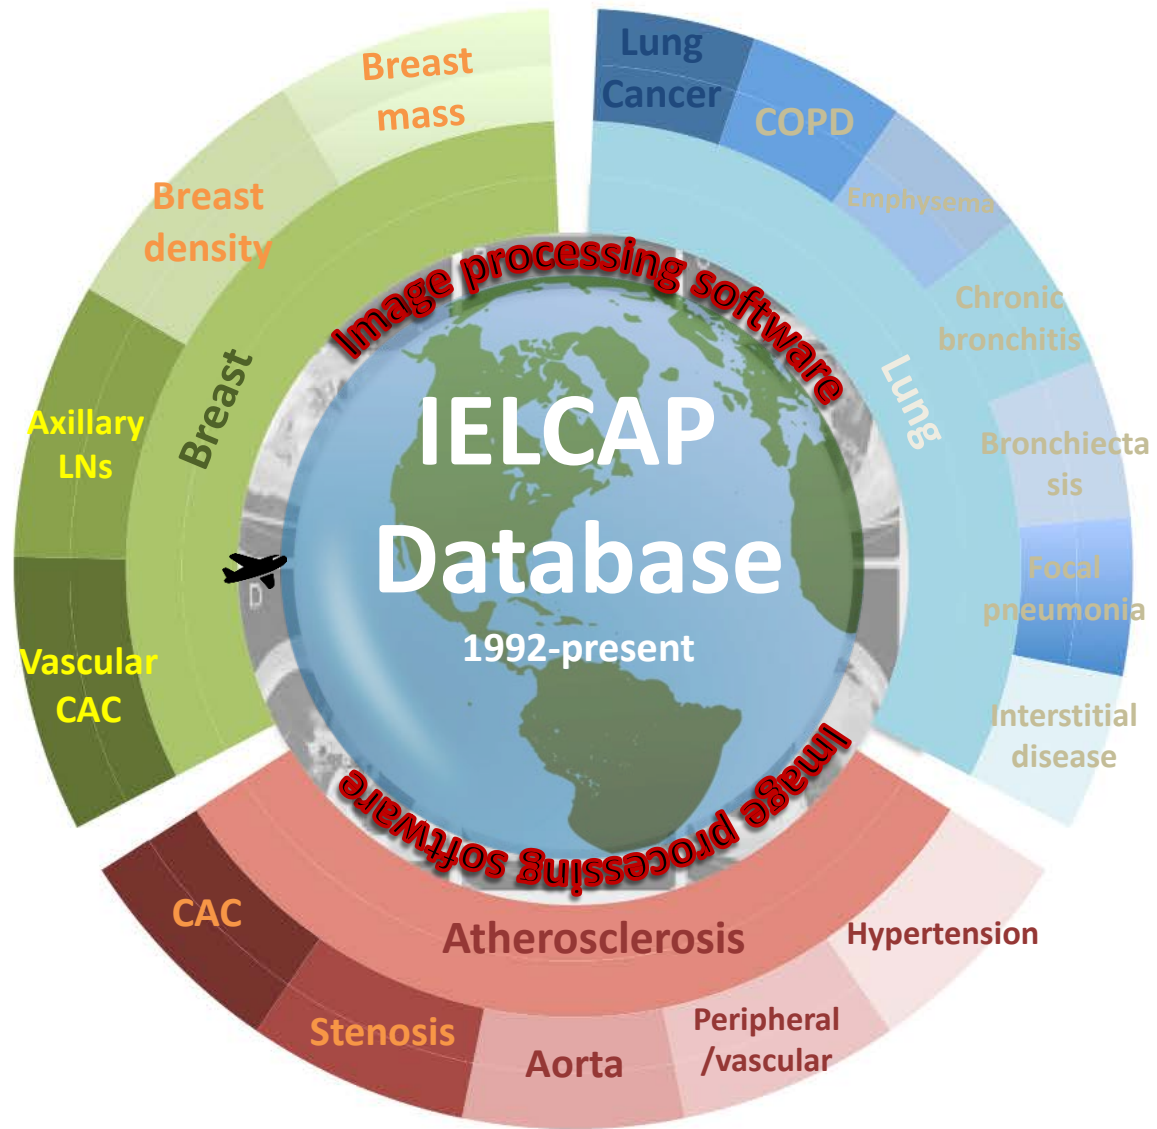 Breast
mass
Breast
density
Axillary
LNs
Vascular
CAC
Breast
Lung
Cancer
COPD
Emphysema
Chronic
bronchitis
Bronchiecta
sis
Focal
pneumonia
Interstitial
disease
Lung
Image processing software
IELCAP
Database
1992-present
D
Image processing software
Atherosclerosis
CAC
Stenosis
Aorta
Peripheral
/vascular
Hypertension